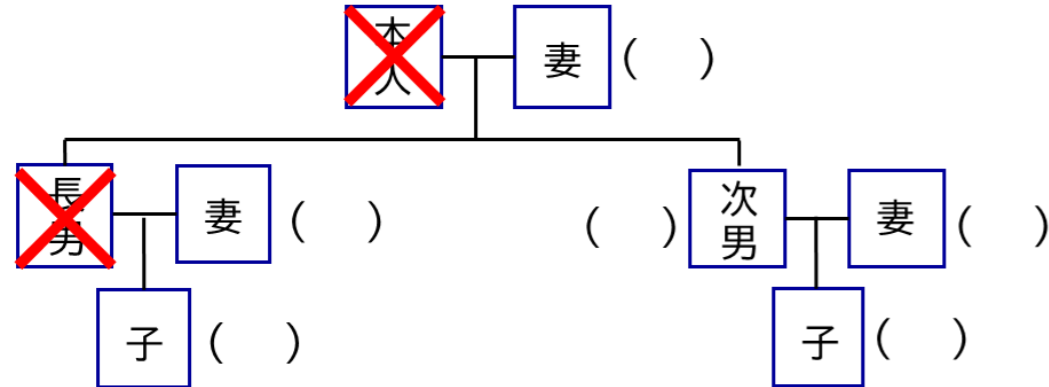 本人 妻 ( )
長男 妻 ( ) ( ) 次男 妻 ( )
子 ( ) 子 ( )